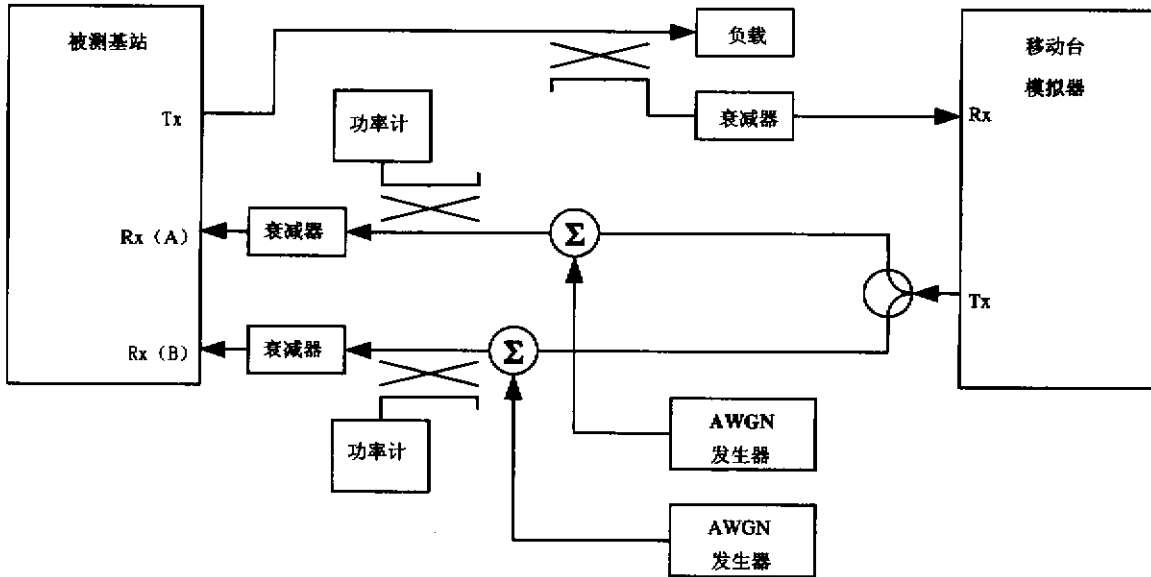 被测基站
负载
移动台
模拟器
Tx
功率计
衰减器
Rx
Rx（A）
衰减器
Σ
Tx
Rx（B）
衰减器
Σ
功率计
AWGN
发生器
AWGN
发生器